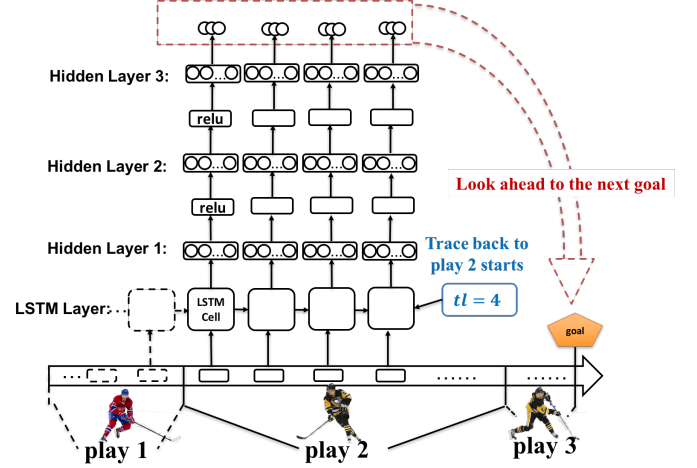 Hidden Layer 3:
relu
Hidden Layer 2:
Look ahead to the next goal
relu
Hidden Layer 1:
Trace back to
play 2 starts
LSTM Layer:
LSTM
Cell
tl = 4
goal
play 1
play 2
play 3